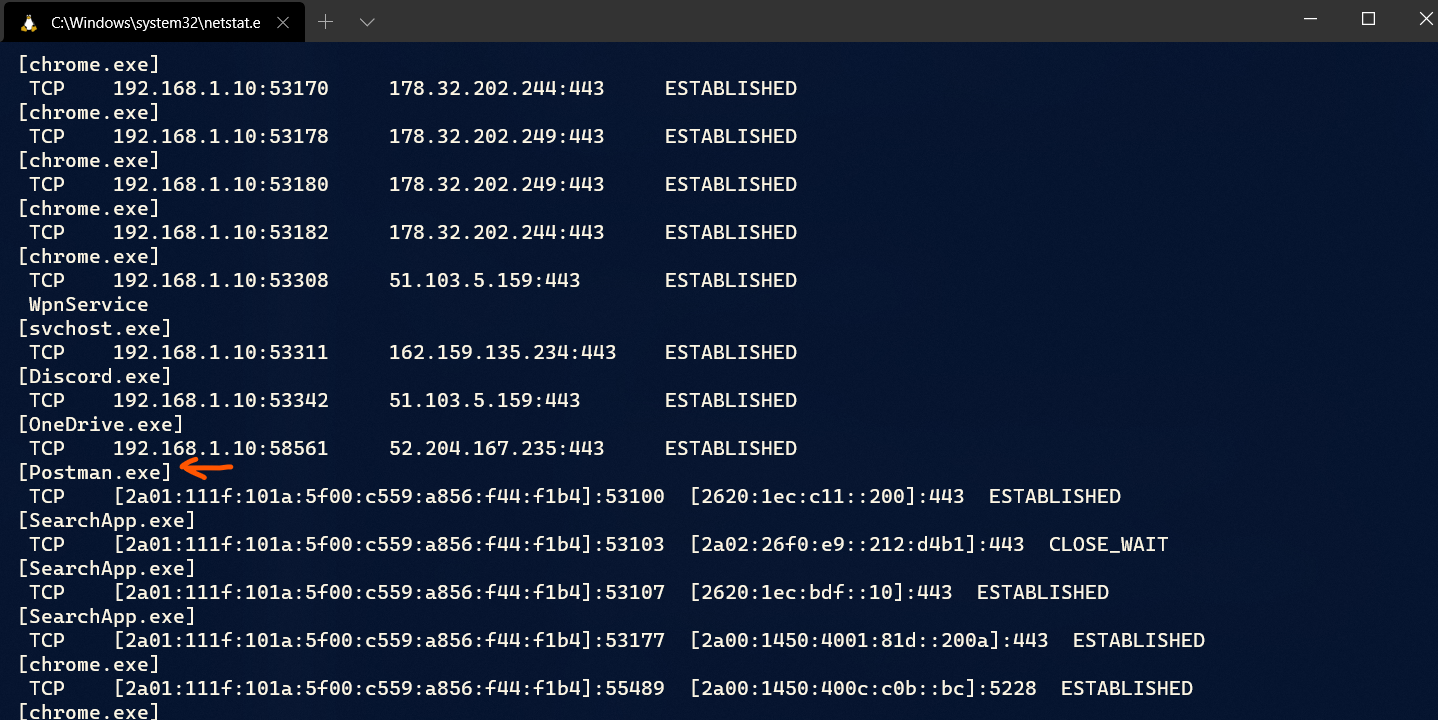 C:\Windows\system32\netstat.e
[chrome.exe]
TCP 192.168.1.10:53170 178.32.202.244:443 ESTABLISHED
[chrome.exe]
TCP 192.168.1.10:53178 178.32.202.249:443 ESTABLISHED
[chrome.exe]
TCP 192.168.1.10:53180 178.32.202.249:443 ESTABLISHED
[chrome.exe]
TCP 192.168.1.10:53182 178.32.202.244:443 ESTABLISHED
[chrome.exe]
TCP 192.168.1.10:53308 51.103.5.159:443 ESTABLISHED
WpnService
[svchost.exe]
TCP 192.168.1.10:53311 162.159.135.234:443 ESTABLISHED
[Discord.exe]
TCP 192.168.1.10:53342 51.103.5.159:443 ESTABLISHED
[OneDrive.exe]
TCP 192.168.1.10:58561 52.204.167.235:443 ESTABLISHED
[Postman.exe]
TCP [2a01:111f:101a:5f00:c559:a856:f44:f1b4]:53100 [2620:1ec:c11::200]:443 ESTABLISHED
[SearchApp.exe]
TCP [2a01:111f:101a:5f00:c559:a856:f44:f1b4]:53103 [2a02:26f0:e9::212:d4b1]:443 CLOSE_WAIT
[SearchApp.exe]
TCP [2a01:111f:101a:5f00:c559:a856:f44:f1b4]:53107 [2620:1ec:bdf::10]:443 ESTABLISHED
[SearchApp.exe]
TCP [2a01:111f:101a:5f00:c559:a856:f44:f1b4]:53177 [2a00:1450:4001:81d::200a]:443 ESTABLISHED
[chrome.exe]
TCP [2a01:111f:101a:5f00:c559:a856:f44:f1b4]:55489 [2a00:1450:400c:c0b::bc]:5228 ESTABLISHED
[chrome.exe]